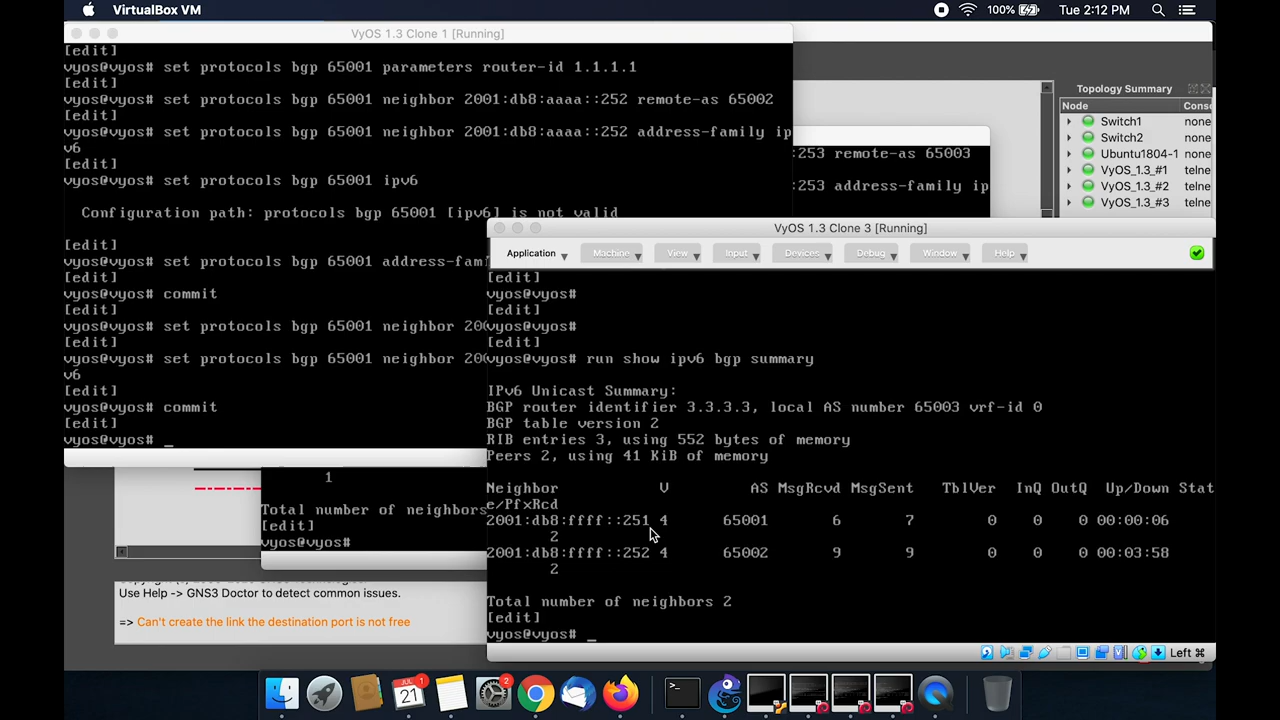 VirtualBox VM
100%
Tue 2:12 PM
VyOS 1.3 Clone 1 [Running]
[edit]
vyos@vyos# set protocols bgp 65001 parameters router-id 1.1.1.1
[edit]
vyos@vyos# set protocols bgp 65001 neighbor 2001:db8:aaaa::252 remote-as 65002
[edit]
vyos@vyos# set protocols bgp 65001 neighbor 2001:db8:aaaa::252 address-family ip
v6
[edit]
vyos@vyos# set protocols bgp 65001 ipv6
Configuration path: protocols bgp 65001 [ipv6] is not valid
[edit]
vyos@vyos# set protocols bgp 65001 address-fam
[edit]
vyos@vyos# commit
[edit]
vyos@vyos# set protocols bgp 65001 neighbor 200
vyos@vyos# set protocols bgp 65001 neighbor 200
v6
[edit]
vyos@vyos# commit
[edit]
vyos@vyos# _
:253 remote-as 65003
:253 address-family ip
Topology Summary
Node Conso
Switch1 none
Switch2 none
Ubuntu1804-1 none
VyOS_1.3_#1 telne
VyOS_1.3_#2 telne
VyOS_1.3_#3 telne
VyOS 1.3 Clone 3 [Running]
Application Machine View Input Devices Debug Window Help
[edit]
vyos@vyos#
[edit]
vyos@vyos#
[edit]
vyos@vyos# run show ipv6 bgp summary
IPv6 Unicast Summary:
BGP router identifier 3.3.3.3, local AS number 65003 vrf-id 0
BGP table version 2
RIB entries 3, using 552 bytes of memory
Peers 2, using 41 KiB of memory
Neighbor V AS MsgRcvd MsgSent TblVer InQ OutQ Up/Down Stat
e/PfxRcd
2001:db8:ffff::251 4 65001 6 7 0 0 0 00:00:06
2
2001:db8:ffff::252 4 65002 9 9 0 0 0 00:03:58
2
Total number of neighbors 2
[edit]
vyos@vyos# _
Left ⌘
1
Total number of neighbors
[edit]
vyos@vyos#
Use Help -> GNS3 Doctor to detect common issues.
=> Can't create the link the destination port is not free
JUL
21
1
2